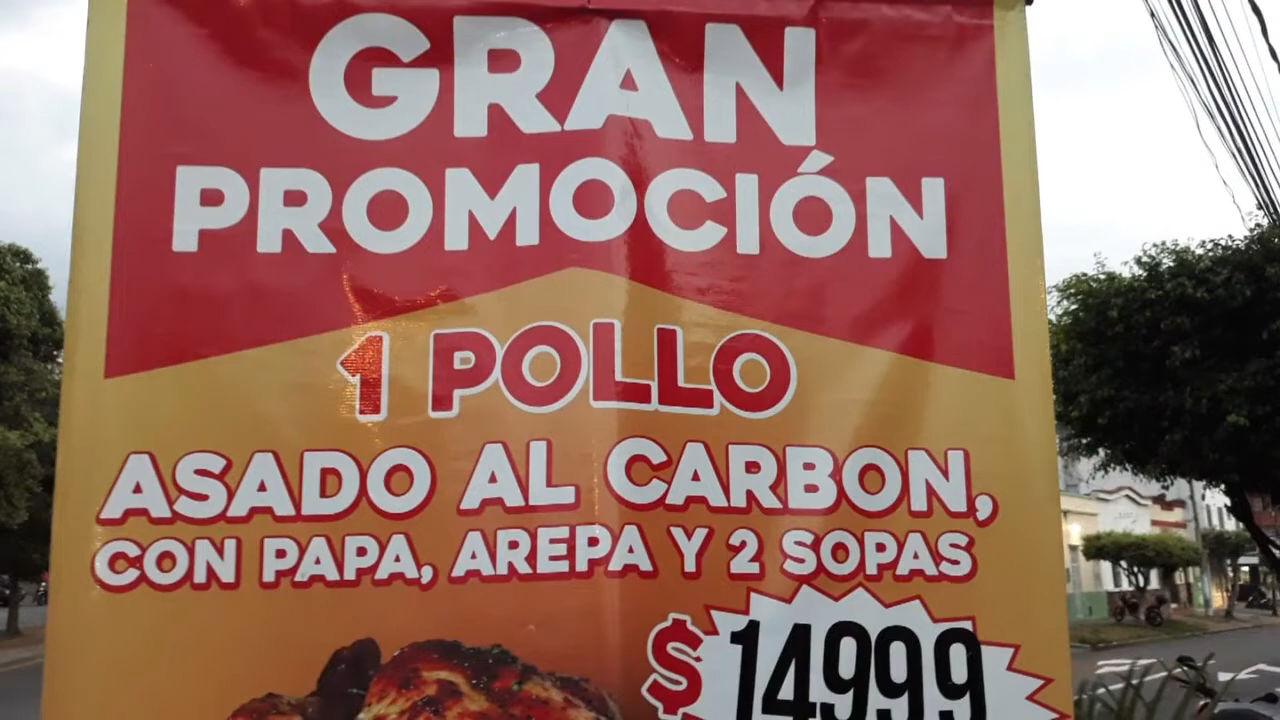 GRAN
PROMOCIÓN
1 POLLO
ASADO AL CARBON,
CON PAPA, AREPA Y 2 SOPAS
$14999